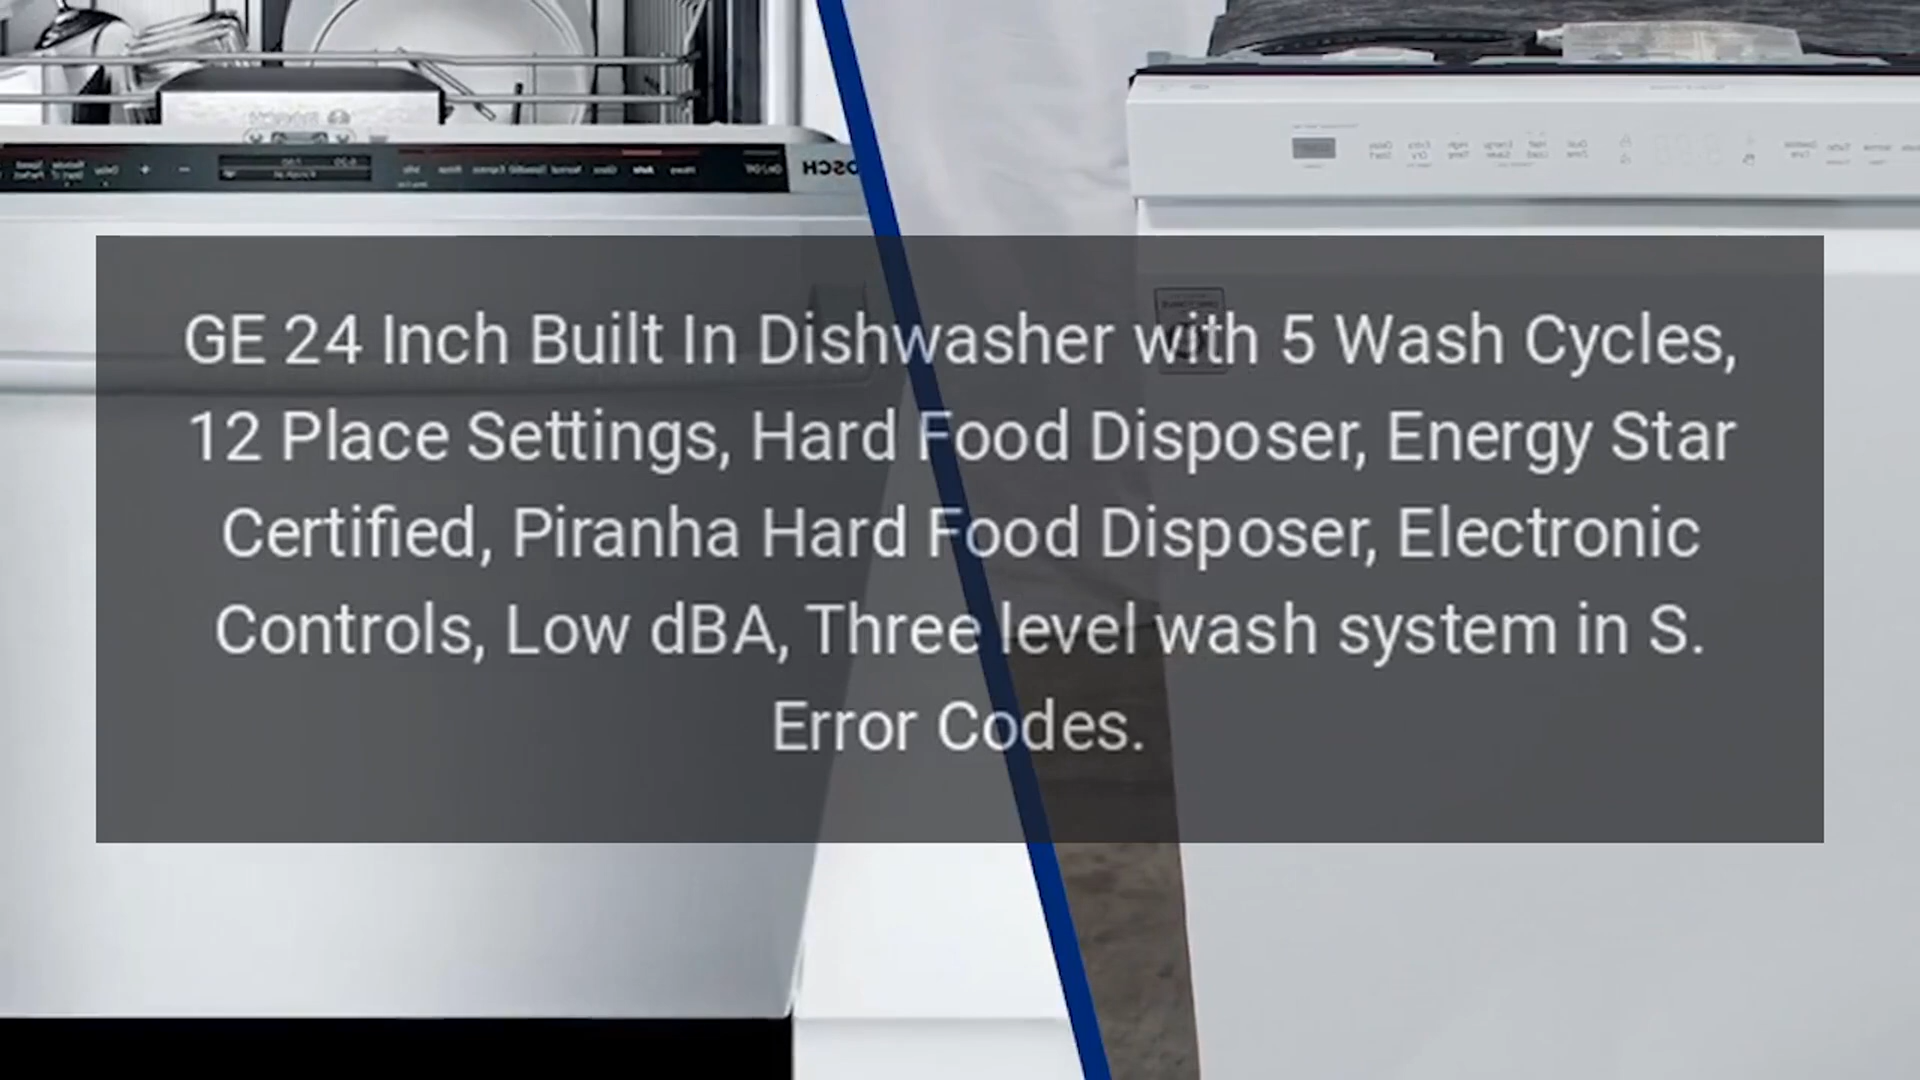 GE 24 Inch Built In Dishwasher with 5 Wash Cycles,
12 Place Settings, Hard Food Disposer, Energy Star
Certified, Piranha Hard Food Disposer, Electronic
Controls, Low dBA, Three level wash system in S.
Error Codes.